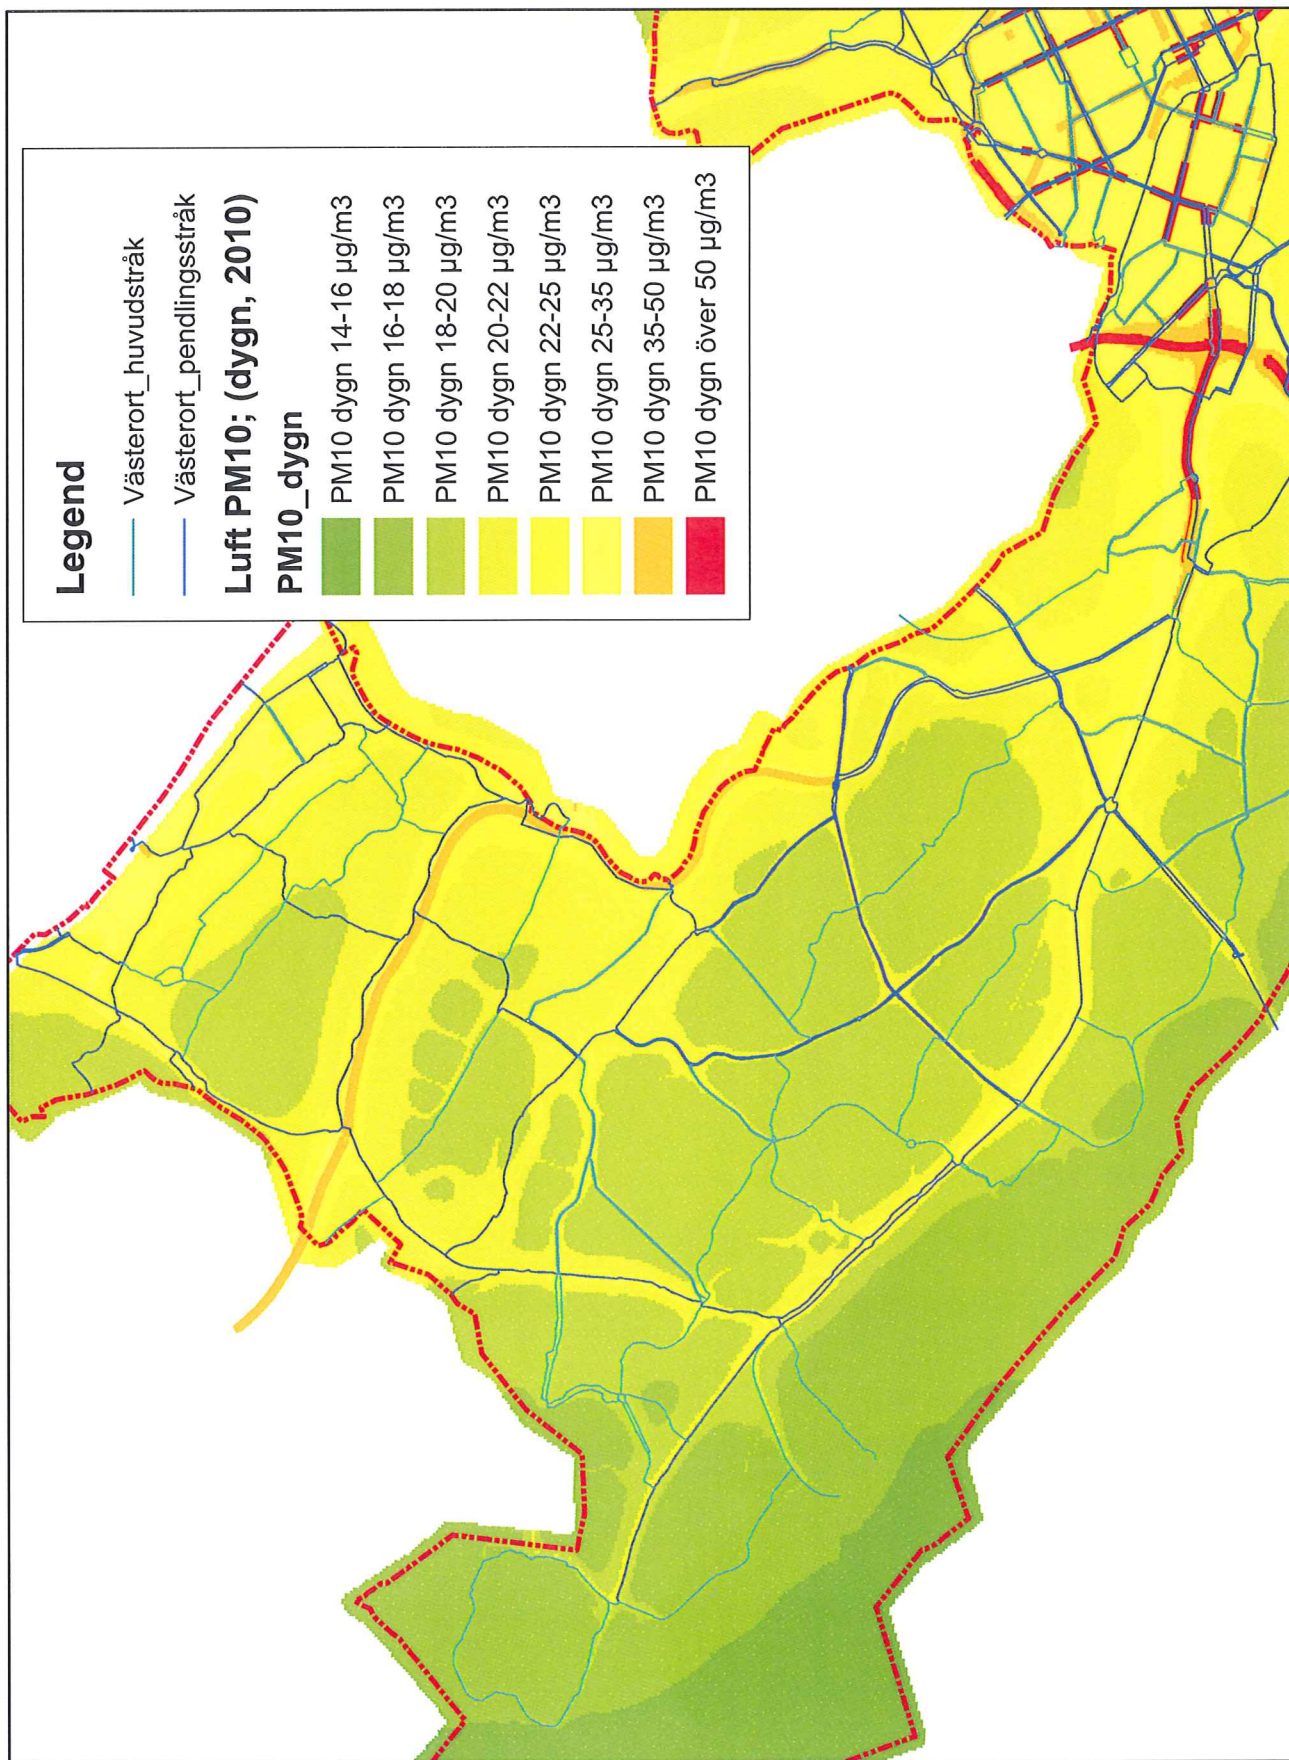 Legend
Västerort_huvudstråk
Västerort_pendlingsstråk
Luft PM10; (dygn, 2010)
PM10_dygn
PM10 dygn 14-16 µg/m3
PM10 dygn 16-18 µg/m3
PM10 dygn 18-20 µg/m3
PM10 dygn 20-22 µg/m3
PM10 dygn 22-25 µg/m3
PM10 dygn 25-35 µg/m3
PM10 dygn 35-50 µg/m3
PM10 dygn över 50 µg/m3